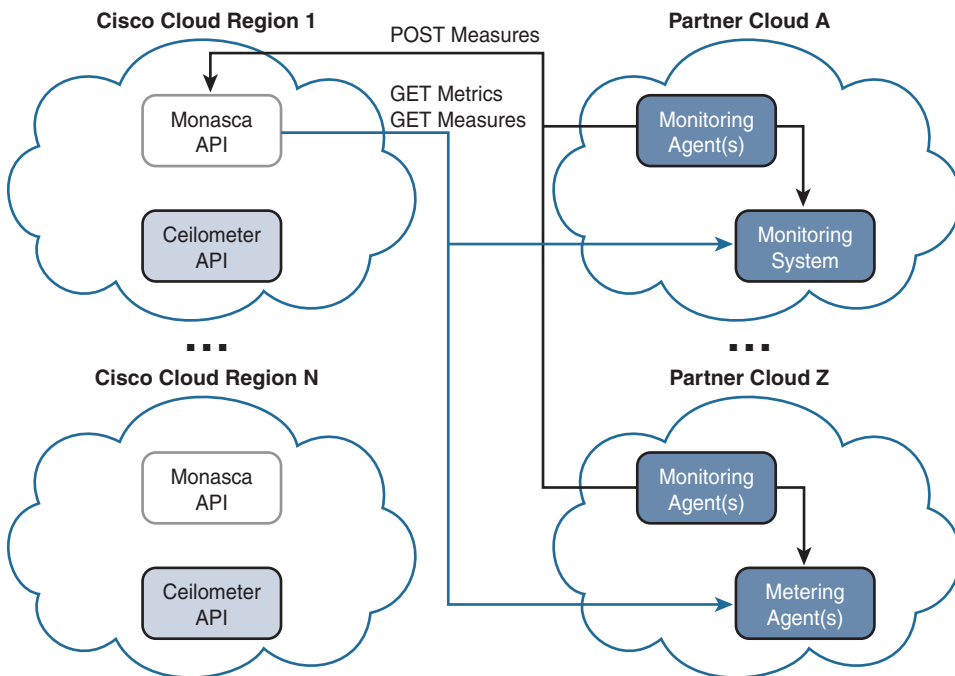 Cisco Cloud Region 1
Partner Cloud A
POST Measures
GET Metrics
GET Measures
Monasca
API
Monitoring
Agent(s)
Ceilometer
API
Monitoring
System
...
...
Cisco Cloud Region N
Partner Cloud Z
Monasca
API
Monitoring
Agent(s)
Ceilometer
API
Metering
Agent(s)